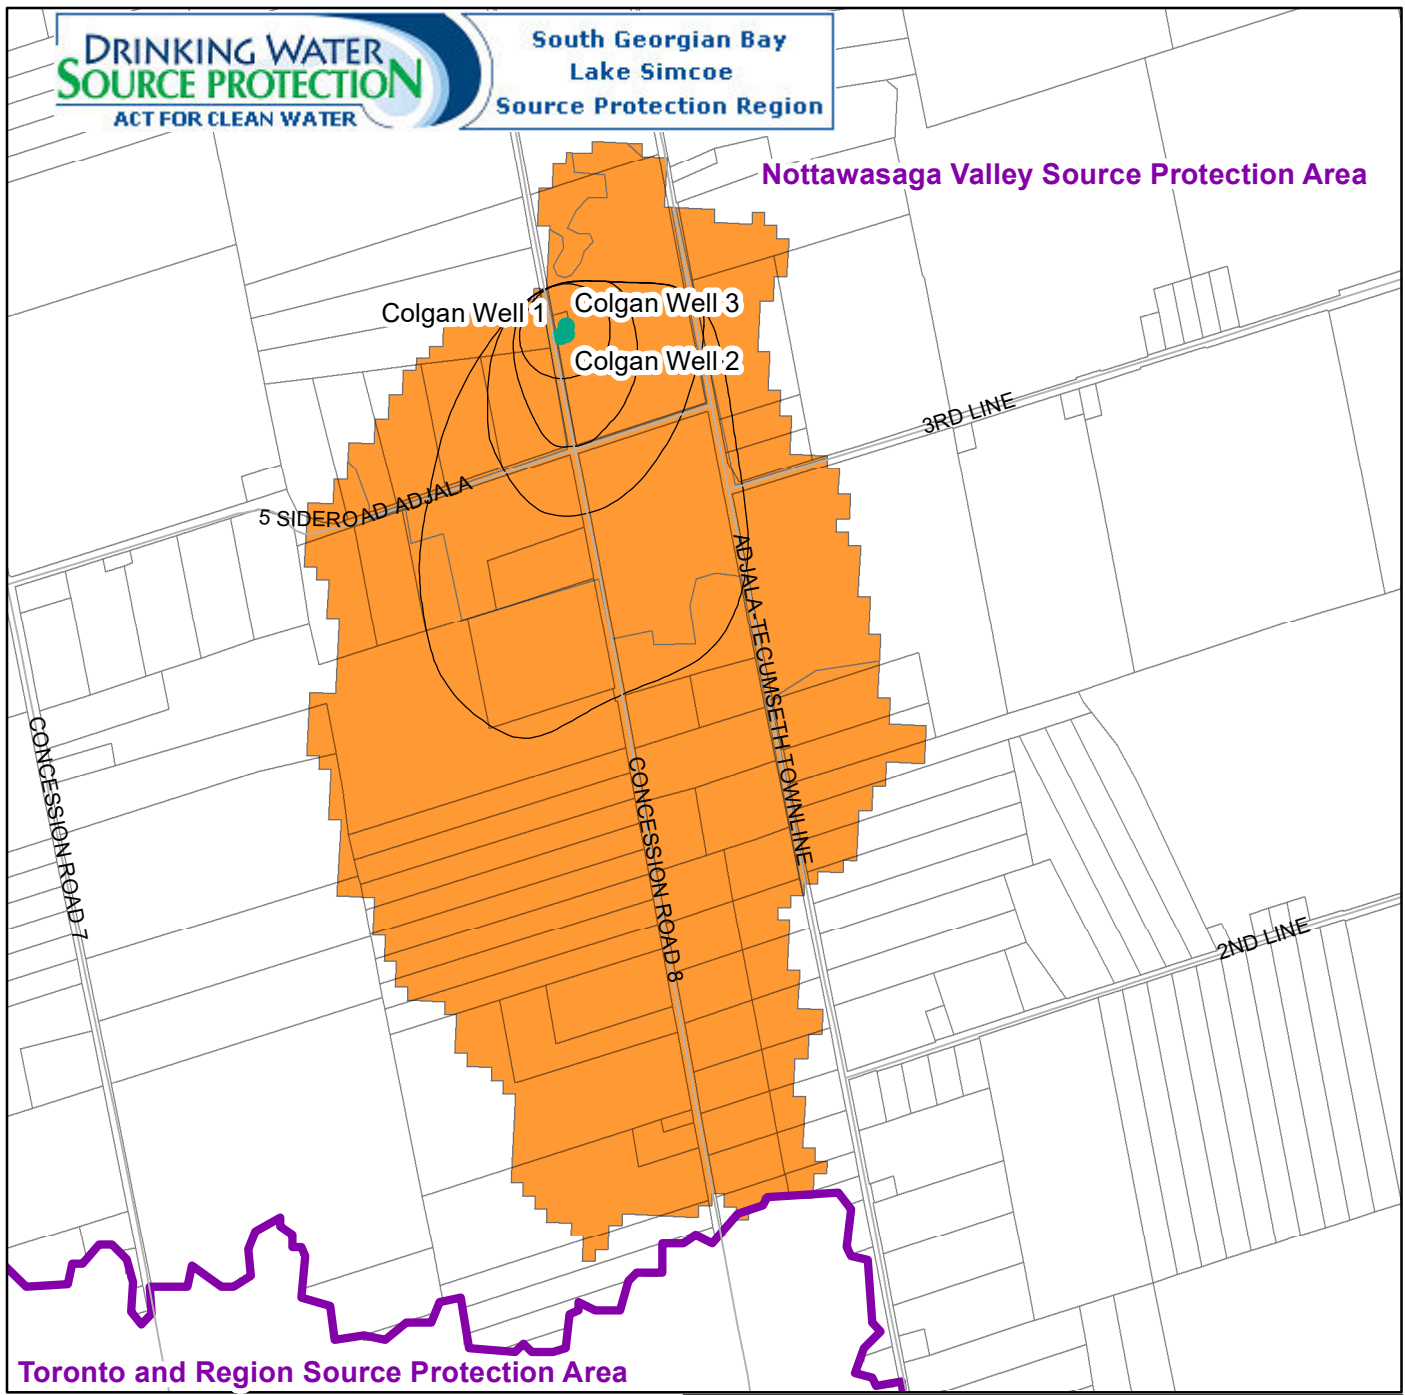 DRINKING WATER
SOURCE PROTECTION
ACT FOR CLEAN WATER
South Georgian Bay
Lake Simcoe
Source Protection Region
Nottawasaga Valley Source Protection Area
Colgan Well 1
Colgan Well 3
Colgan Well 2
3RD LINE
5 SIDEROAD ADJALA
ADJALA-TECUMSETH TOWNLINE
CONCESSION ROAD 7
CONCESSION ROAD 8
2ND LINE
Toronto and Region Source Protection Area